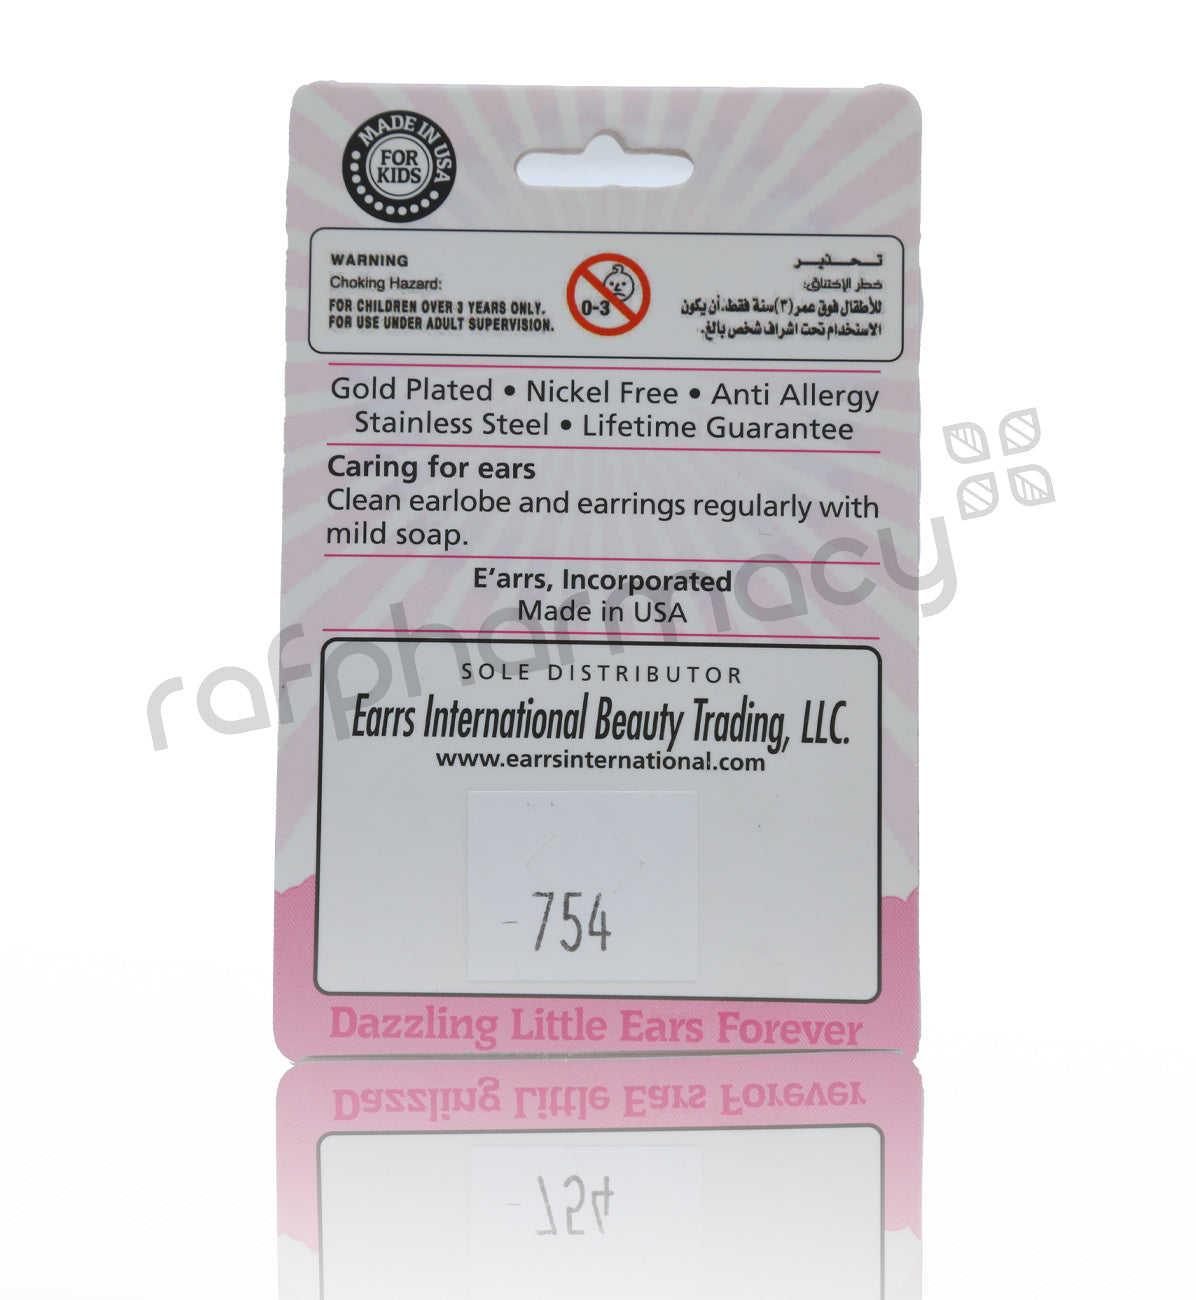 MADE IN USA
FOR
KIDS
WARNING
Choking Hazard:
FOR CHILDREN OVER 3 YEARS ONLY.
FOR USE UNDER ADULT SUPERVISION.
0-3
تحذير
خطر الإختناق:
للأطفال فوق عمر (٣) سنة فقط، أن يكون
الاستخدام تحت اشراف شخص بالغ.
Gold Plated • Nickel Free • Anti Allergy
Stainless Steel • Lifetime Guarantee
Caring for ears
Clean earlobe and earrings regularly with
mild soap.
E’arrs, Incorporated
Made in USA
rafpharmacy
SOLE DISTRIBUTOR
Earrs International Beauty Trading, LLC.
www.earrsinternational.com
-754
Dazzling Little Ears Forever